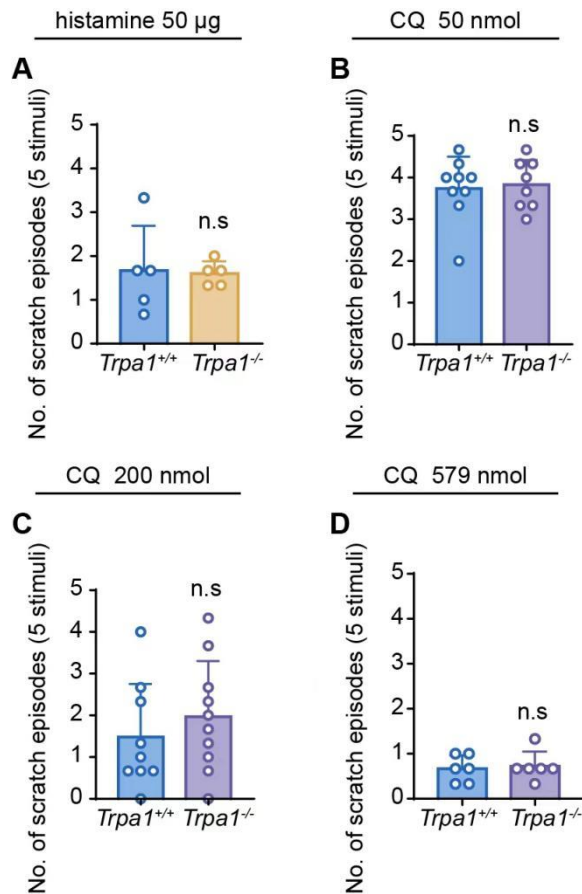 histamine 50 µg
CQ 50 nmol
A
No. of scratch episodes (5 stimuli)
5
4
3
2
1
0
n.s
Trpa1+/+
Trpa1-/-
B
No. of scratch episodes (5 stimuli)
5
4
3
2
1
0
n.s
Trpa1+/+
Trpa1-/-
CQ 200 nmol
CQ 579 nmol
C
No. of scratch episodes (5 stimuli)
5
4
3
2
1
0
n.s
Trpa1+/+
Trpa1-/-
D
No. of scratch episodes (5 stimuli)
5
4
3
2
1
0
n.s
Trpa1+/+
Trpa1-/-